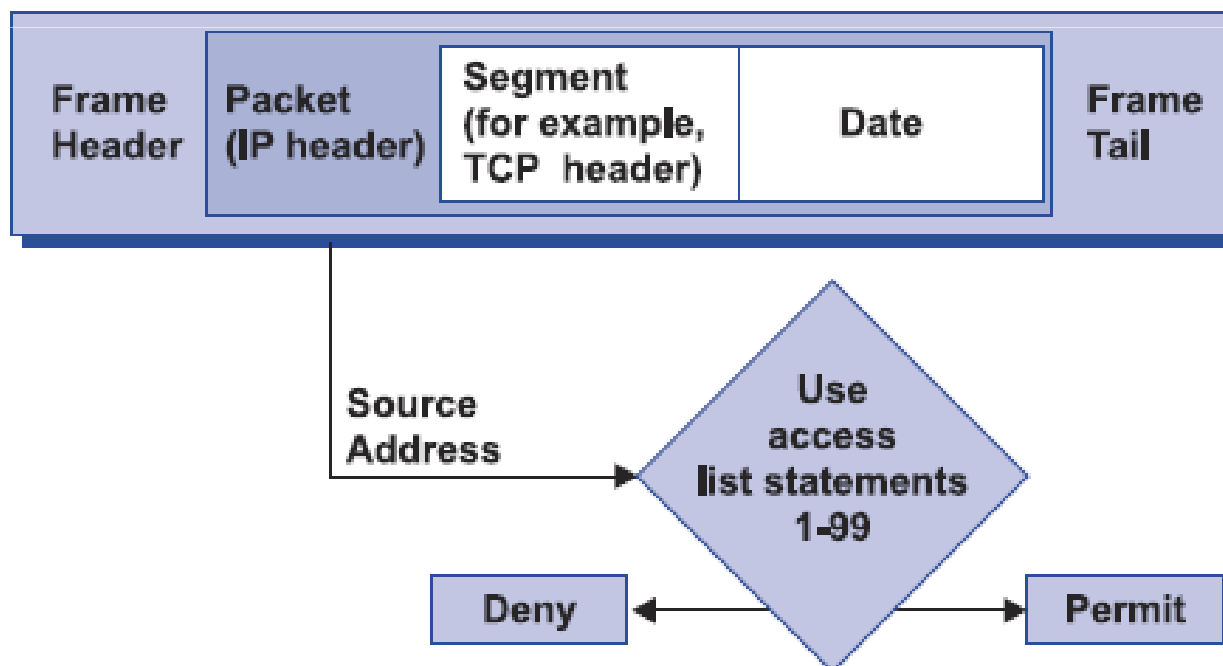 Frame
Header
Packet
(IP header)
Segment
(for example,
TCP header)
Date
Frame
Tail
Source
Address
Use
access
list statements
1-99
Deny
Permit